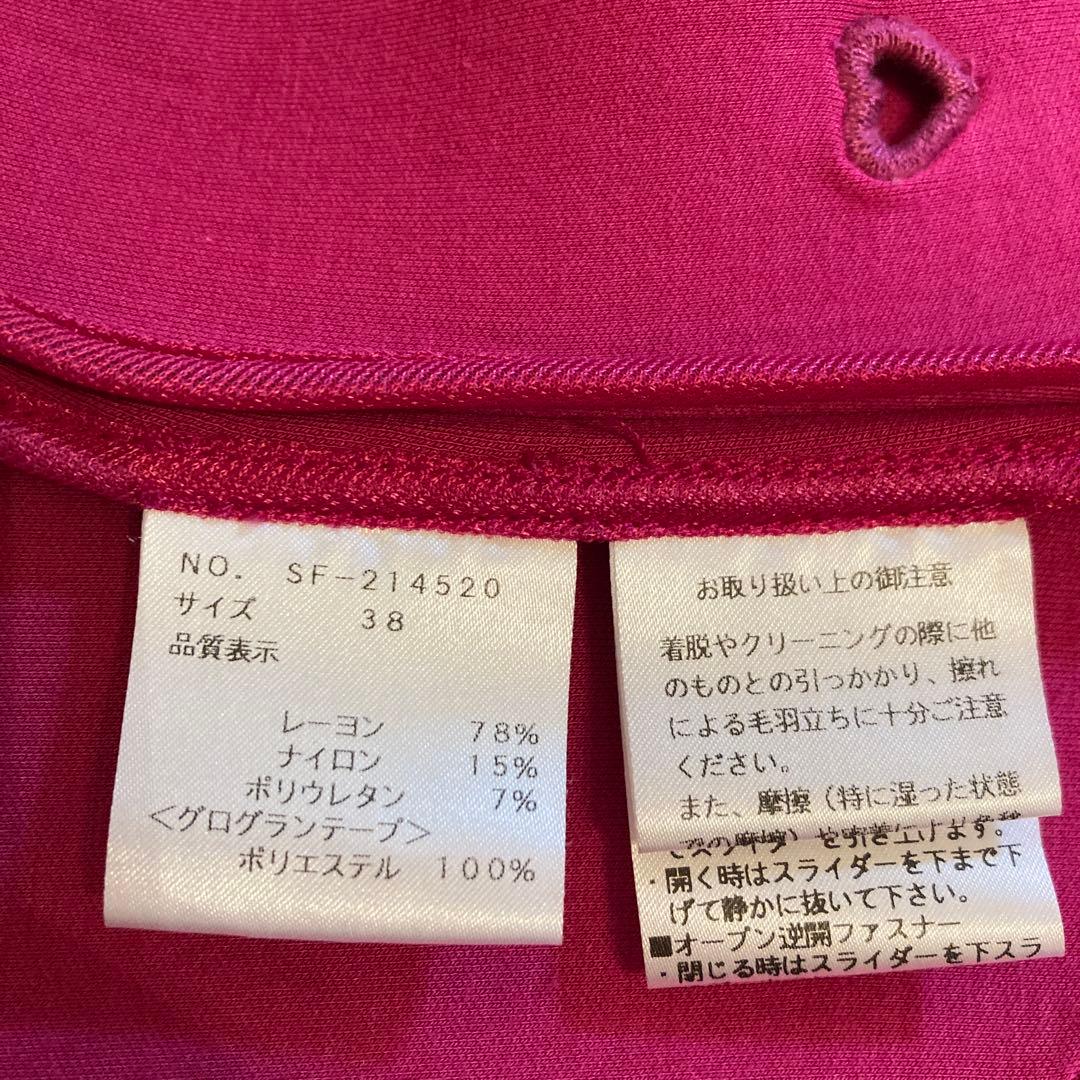 NO. SF-214520
サイズ 38
品質表示
レーヨン 78%
ナイロン 15%
ポリウレタン 7%
<グログランテープ>
ポリエステル 100%
お取り扱い上の御注意
着脱やクリーニングの際に他
のものとの引っかかり、擦れ
による毛羽立ちに十分ご注意
ください。
また、摩擦（特に湿った状態
・開く時はスライダーを下まで下
げて静かに抜いて下さい。
■オープン逆開ファスナー
・閉じる時はスライダーを下スラ